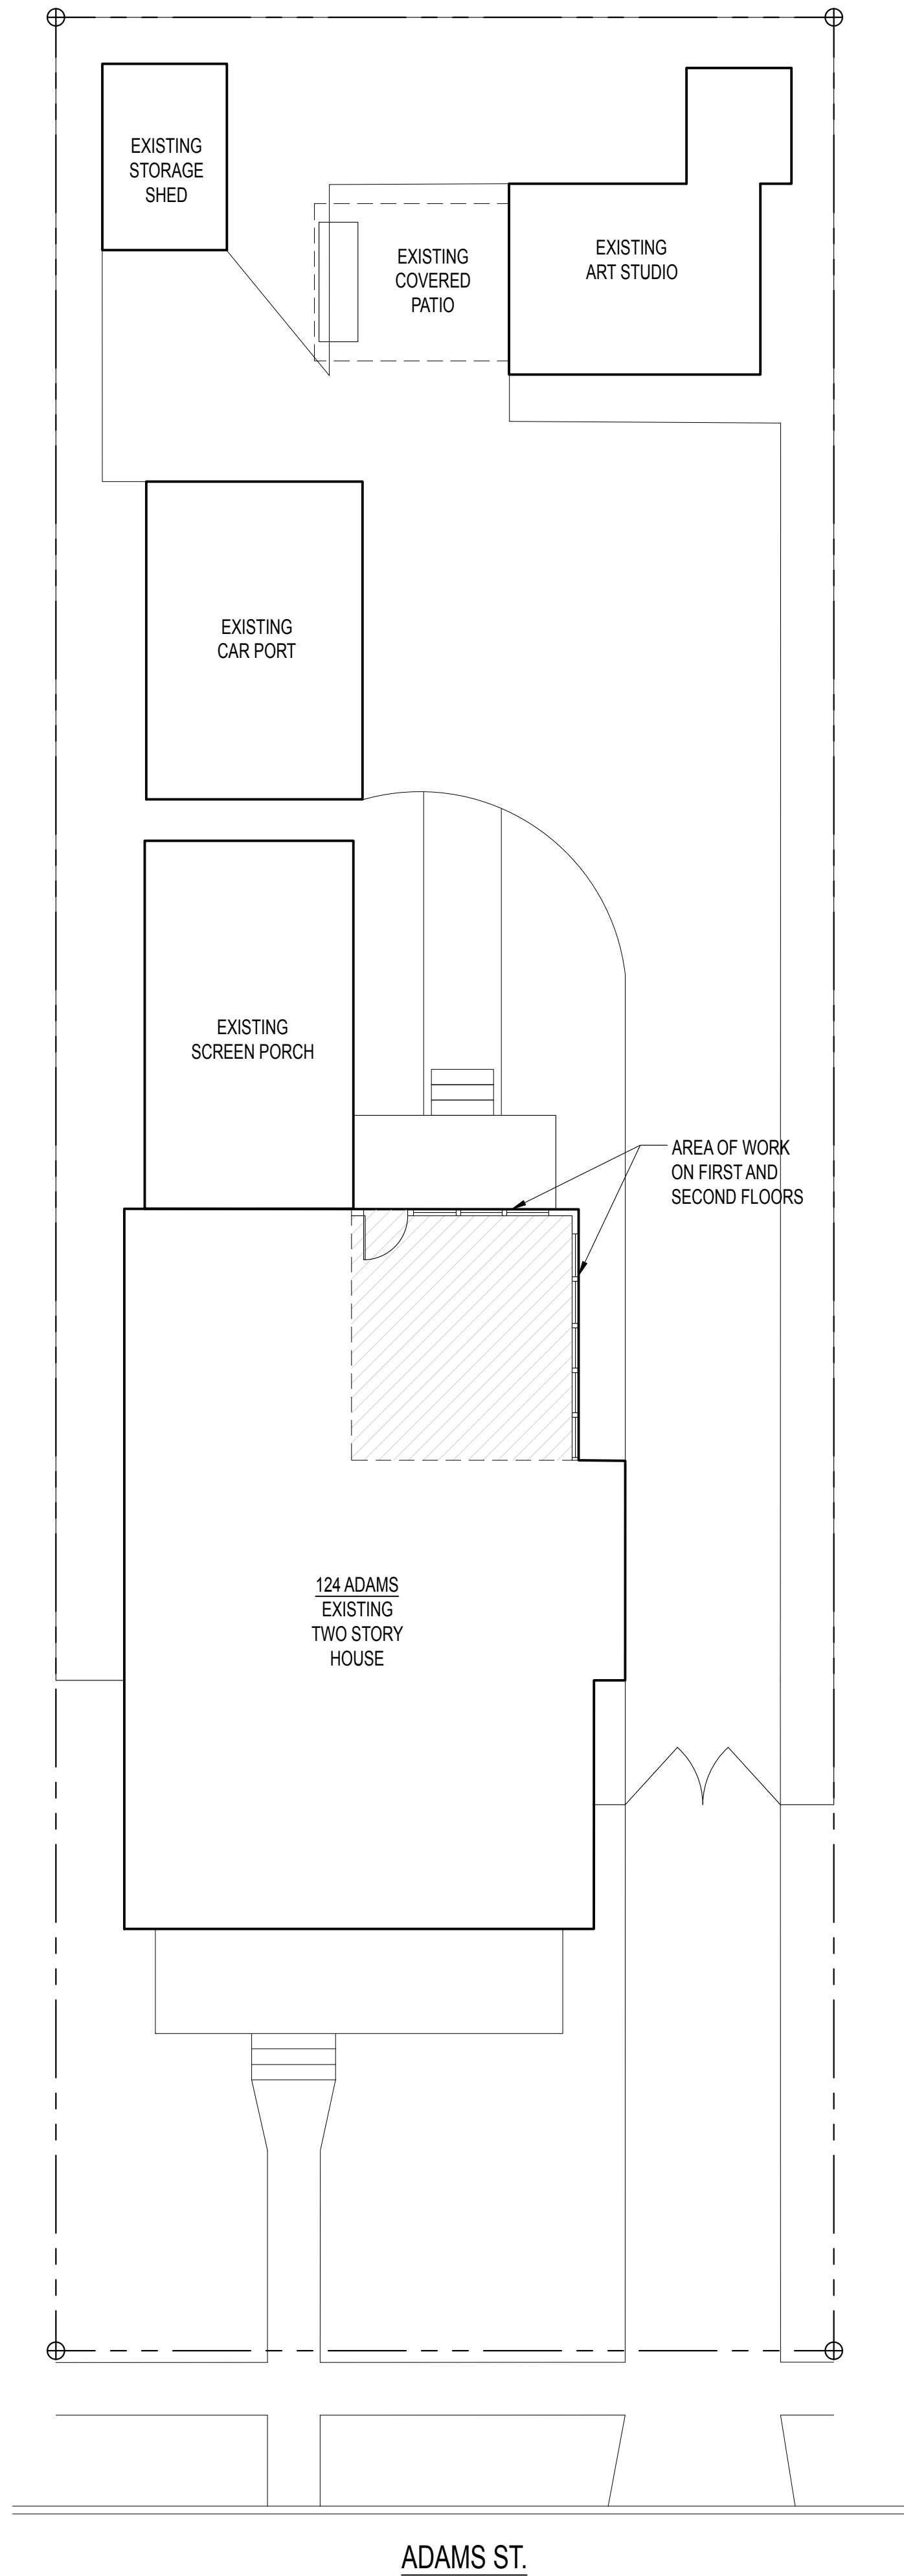 EXISTING
STORAGE
SHED
EXISTING
COVERED
PATIO
EXISTING
ART STUDIO
EXISTING
CAR PORT
EXISTING
SCREEN PORCH
AREA OF WORK
ON FIRST AND
SECOND FLOORS
124 ADAMS
EXISTING
TWO STORY
HOUSE
ADAMS ST.